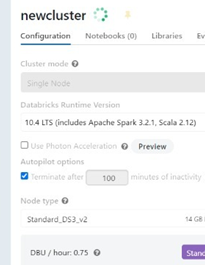 newcluster
Configuration Notebooks (0) Libraries
Cluster mode
Single Node
Databricks Runtime Version
10.4 LTS (includes Apache Spark 3.2.1, Scala 2.12)
Use Photon Acceleration Preview
Autopilot options
Terminate after 100 minutes of inactivity
Node type
Standard_DS3_v2 14 GB
DBU / hour: 0.75 Stand